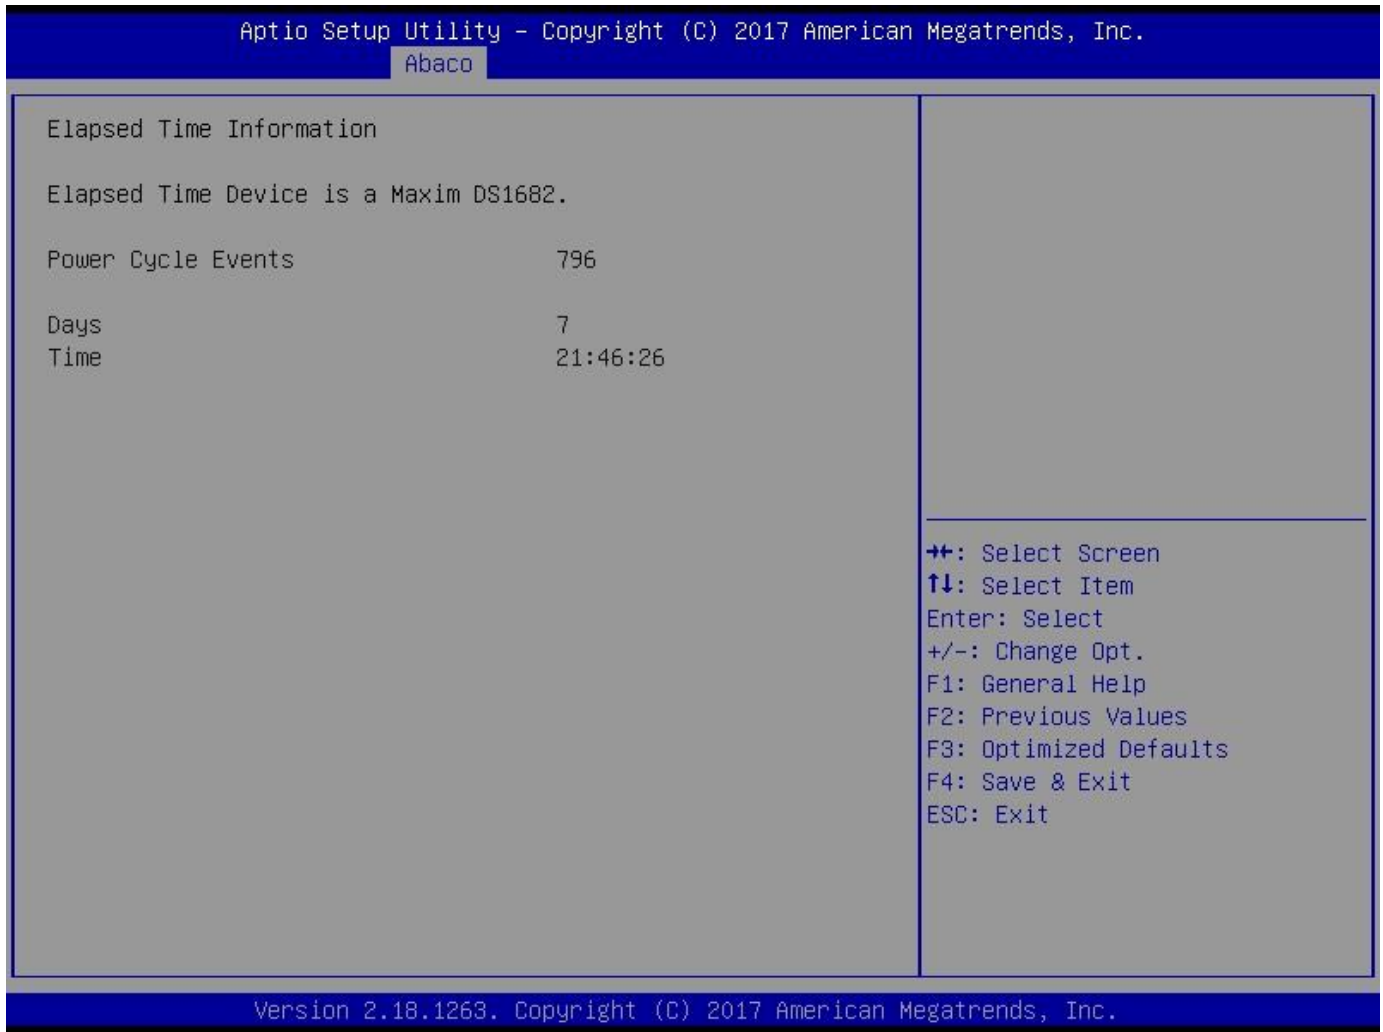 Aptio Setup Utility – Copyright (C) 2017 American Megatrends, Inc.
Abaco
Elapsed Time Information
Elapsed Time Device is a Maxim DS1682.
Power Cycle Events 796
Days 7
Time 21:46:26
→←: Select Screen
↑↓: Select Item
Enter: Select
+/-: Change Opt.
F1: General Help
F2: Previous Values
F3: Optimized Defaults
F4: Save & Exit
ESC: Exit
Version 2.18.1263. Copyright (C) 2017 American Megatrends, Inc.